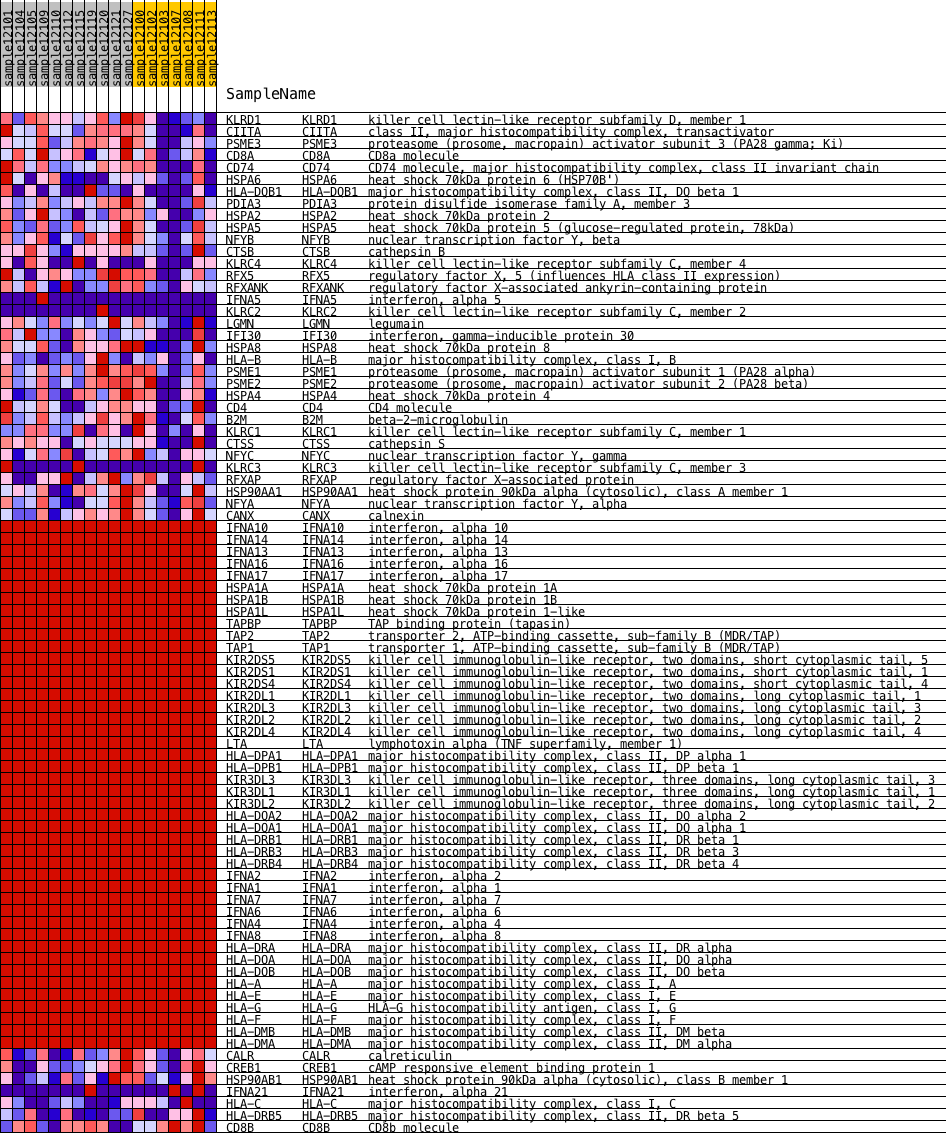 sample12101 sample12104 sample12105 sample12109 sample12110 sample12112 sample12115 sample12119 sample12120 sample12121 sample12127 sample12100 sample12102 sample12103 sample12107 sample12108 sample12111 sample12113
SampleName
KLRD1 KLRD1 killer cell lectin-like receptor subfamily D, member 1
CIITA CIITA class II, major histocompatibility complex, transactivator
PSME3 PSME3 proteasome (prosome, macropain) activator subunit 3 (PA28 gamma; Ki)
CD8A CD8A CD8a molecule
CD74 CD74 CD74 molecule, major histocompatibility complex, class II invariant chain
HSPA6 HSPA6 heat shock 70kDa protein 6 (HSP70B')
HLA-DQB1 HLA-DQB1 major histocompatibility complex, class II, DQ beta 1
PDIA3 PDIA3 protein disulfide isomerase family A, member 3
HSPA2 HSPA2 heat shock 70kDa protein 2
HSPA5 HSPA5 heat shock 70kDa protein 5 (glucose-regulated protein, 78kDa)
NFYB NFYB nuclear transcription factor Y, beta
CTSB CTSB cathepsin B
KLRC4 KLRC4 killer cell lectin-like receptor subfamily C, member 4
RFX5 RFX5 regulatory factor X, 5 (influences HLA class II expression)
RFXANK RFXANK regulatory factor X-associated ankyrin-containing protein
IFNA5 IFNA5 interferon, alpha 5
KLRC2 KLRC2 killer cell lectin-like receptor subfamily C, member 2
LGMN LGMN legumain
IFI30 IFI30 interferon, gamma-inducible protein 30
HSPA8 HSPA8 heat shock 70kDa protein 8
HLA-B HLA-B major histocompatibility complex, class I, B
PSME1 PSME1 proteasome (prosome, macropain) activator subunit 1 (PA28 alpha)
PSME2 PSME2 proteasome (prosome, macropain) activator subunit 2 (PA28 beta)
HSPA4 HSPA4 heat shock 70kDa protein 4
CD4 CD4 CD4 molecule
B2M B2M beta-2-microglobulin
KLRC1 KLRC1 killer cell lectin-like receptor subfamily C, member 1
CTSS CTSS cathepsin S
NFYC NFYC nuclear transcription factor Y, gamma
KLRC3 KLRC3 killer cell lectin-like receptor subfamily C, member 3
RFXAP RFXAP regulatory factor X-associated protein
HSP90AA1 HSP90AA1 heat shock protein 90kDa alpha (cytosolic), class A member 1
NFYA NFYA nuclear transcription factor Y, alpha
CANX CANX calnexin
IFNA10 IFNA10 interferon, alpha 10
IFNA14 IFNA14 interferon, alpha 14
IFNA13 IFNA13 interferon, alpha 13
IFNA16 IFNA16 interferon, alpha 16
IFNA17 IFNA17 interferon, alpha 17
HSPA1A HSPA1A heat shock 70kDa protein 1A
HSPA1B HSPA1B heat shock 70kDa protein 1B
HSPA1L HSPA1L heat shock 70kDa protein 1-like
TAPBP TAPBP TAP binding protein (tapasin)
TAP2 TAP2 transporter 2, ATP-binding cassette, sub-family B (MDR/TAP)
TAP1 TAP1 transporter 1, ATP-binding cassette, sub-family B (MDR/TAP)
KIR2DS5 KIR2DS5 killer cell immunoglobulin-like receptor, two domains, short cytoplasmic tail, 5
KIR2DS1 KIR2DS1 killer cell immunoglobulin-like receptor, two domains, short cytoplasmic tail, 1
KIR2DS4 KIR2DS4 killer cell immunoglobulin-like receptor, two domains, short cytoplasmic tail, 4
KIR2DL1 KIR2DL1 killer cell immunoglobulin-like receptor, two domains, long cytoplasmic tail, 1
KIR2DL3 KIR2DL3 killer cell immunoglobulin-like receptor, two domains, long cytoplasmic tail, 3
KIR2DL2 KIR2DL2 killer cell immunoglobulin-like receptor, two domains, long cytoplasmic tail, 2
KIR2DL4 KIR2DL4 killer cell immunoglobulin-like receptor, two domains, long cytoplasmic tail, 4
LTA LTA lymphotoxin alpha (TNF superfamily, member 1)
HLA-DPA1 HLA-DPA1 major histocompatibility complex, class II, DP alpha 1
HLA-DPB1 HLA-DPB1 major histocompatibility complex, class II, DP beta 1
KIR3DL3 KIR3DL3 killer cell immunoglobulin-like receptor, three domains, long cytoplasmic tail, 3
KIR3DL1 KIR3DL1 killer cell immunoglobulin-like receptor, three domains, long cytoplasmic tail, 1
KIR3DL2 KIR3DL2 killer cell immunoglobulin-like receptor, three domains, long cytoplasmic tail, 2
HLA-DQA2 HLA-DQA2 major histocompatibility complex, class II, DQ alpha 2
HLA-DQA1 HLA-DQA1 major histocompatibility complex, class II, DQ alpha 1
HLA-DRB1 HLA-DRB1 major histocompatibility complex, class II, DR beta 1
HLA-DRB3 HLA-DRB3 major histocompatibility complex, class II, DR beta 3
HLA-DRB4 HLA-DRB4 major histocompatibility complex, class II, DR beta 4
IFNA2 IFNA2 interferon, alpha 2
IFNA1 IFNA1 interferon, alpha 1
IFNA7 IFNA7 interferon, alpha 7
IFNA6 IFNA6 interferon, alpha 6
IFNA4 IFNA4 interferon, alpha 4
IFNA8 IFNA8 interferon, alpha 8
HLA-DRA HLA-DRA major histocompatibility complex, class II, DR alpha
HLA-DOA HLA-DOA major histocompatibility complex, class II, DO alpha
HLA-DOB HLA-DOB major histocompatibility complex, class II, DO beta
HLA-A HLA-A major histocompatibility complex, class I, A
HLA-E HLA-E major histocompatibility complex, class I, E
HLA-G HLA-G HLA-G histocompatibility antigen, class I, G
HLA-F HLA-F major histocompatibility complex, class I, F
HLA-DMB HLA-DMB major histocompatibility complex, class II, DM beta
HLA-DMA HLA-DMA major histocompatibility complex, class II, DM alpha
CALR CALR calreticulin
CREB1 CREB1 cAMP responsive element binding protein 1
HSP90AB1 HSP90AB1 heat shock protein 90kDa alpha (cytosolic), class B member 1
IFNA21 IFNA21 interferon, alpha 21
HLA-C HLA-C major histocompatibility complex, class I, C
HLA-DRB5 HLA-DRB5 major histocompatibility complex, class II, DR beta 5
CD8B CD8B CD8b molecule